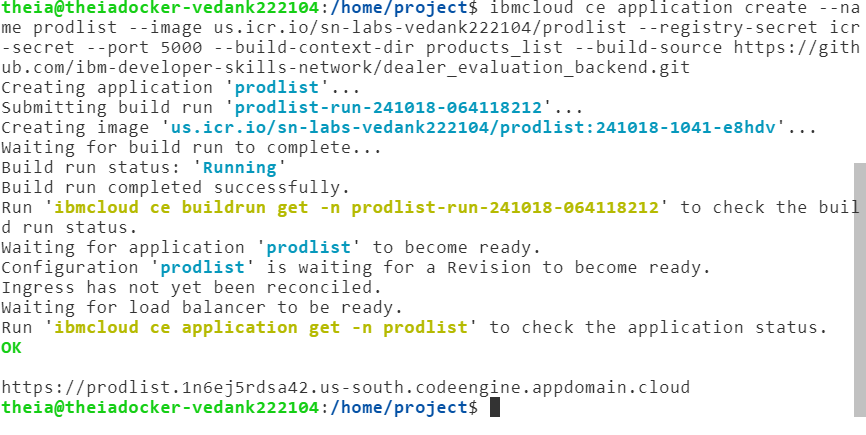 theia@theiadocker-vedank222104:/home/project$ ibmcloud ce application create --na
me prodlist --image us.icr.io/sn-labs-vedank222104/prodlist --registry-secret icr
-secret --port 5000 --build-context-dir products_list --build-source https://gith
ub.com/ibm-developer-skills-network/dealer_evaluation_backend.git
Creating application 'prodlist'...
Submitting build run 'prodlist-run-241018-064118212'...
Creating image 'us.icr.io/sn-labs-vedank222104/prodlist:241018-1041-e8hdv'...
Waiting for build run to complete...
Build run status: 'Running'
Build run completed successfully.
Run 'ibmcloud ce buildrun get -n prodlist-run-241018-064118212' to check the buil
d run status.
Waiting for application 'prodlist' to become ready.
Configuration 'prodlist' is waiting for a Revision to become ready.
Ingress has not yet been reconciled.
Waiting for load balancer to be ready.
Run 'ibmcloud ce application get -n prodlist' to check the application status.
OK
https://prodlist.1n6ej5rdsa42.us-south.codeengine.appdomain.cloud
theia@theiadocker-vedank222104:/home/project$